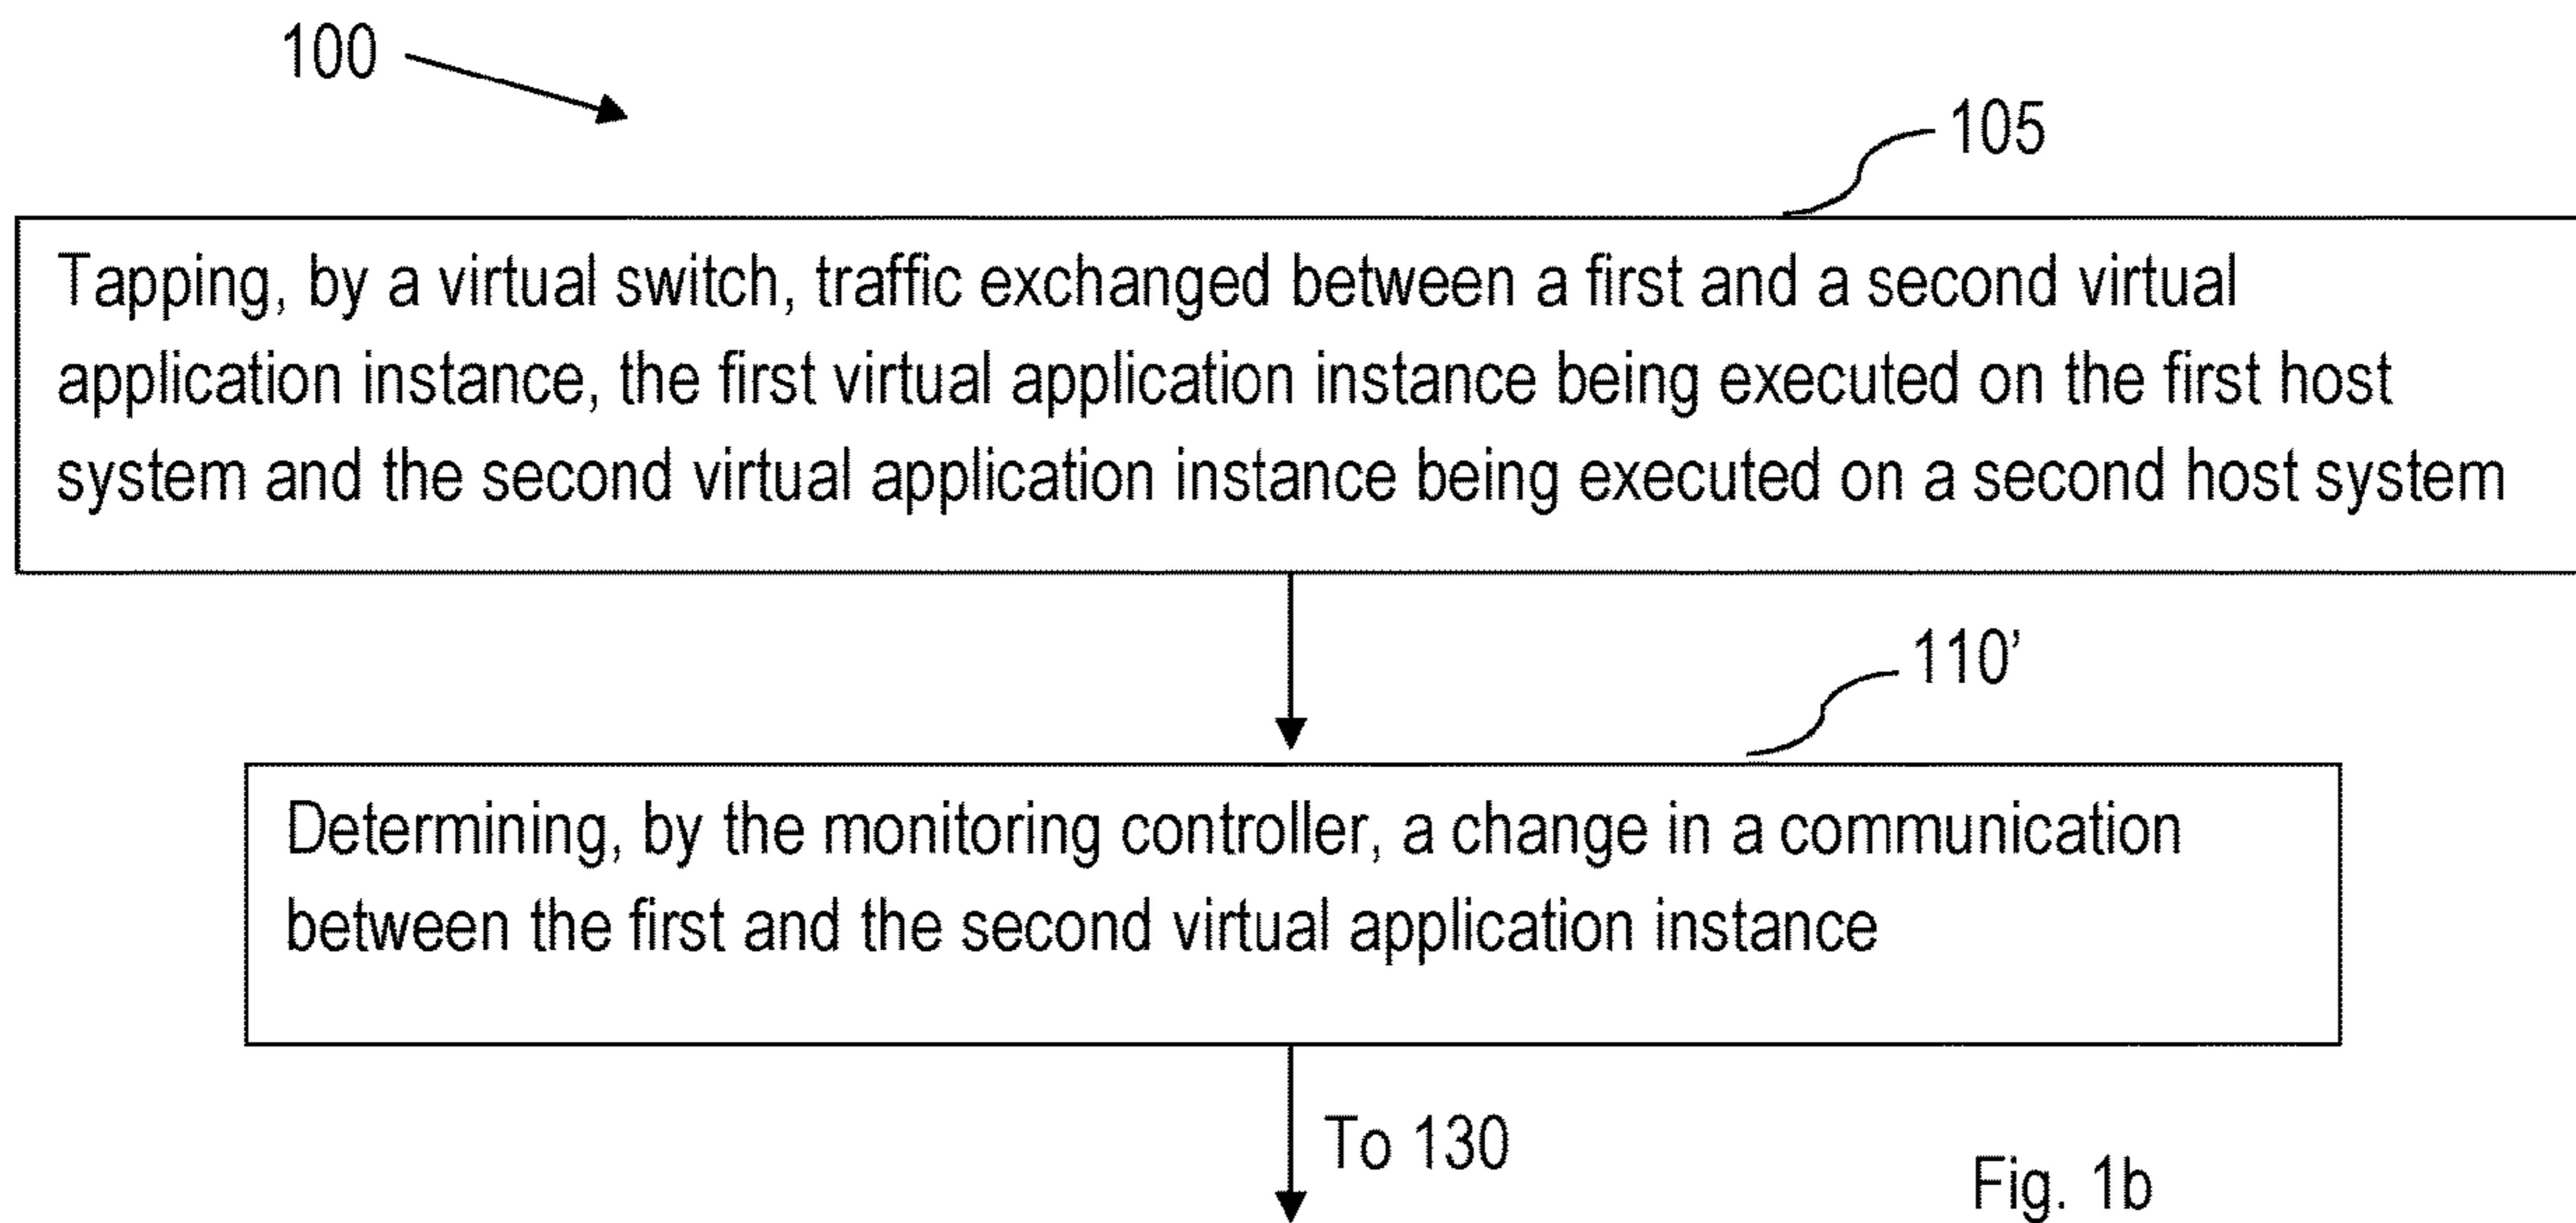 100
105
Tapping, by a virtual switch, traffic exchanged between a first and a second virtual
application instance, the first virtual application instance being executed on the first host
system and the second virtual application instance being executed on a second host system
110’
Determining, by the monitoring controller, a change in a communication
between the first and the second virtual application instance
To 130
Fig. 1b